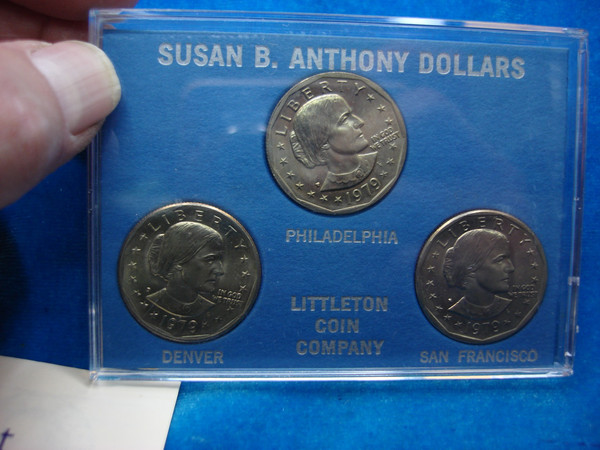 SUSAN B. ANTHONY DOLLARS
LIBERTY
IN GOD
WE TRUST
1979
PHILADELPHIA
LIBERTY
IN GOD
WE TRUST
1979
DENVER
LITTLETON
COIN
COMPANY
LIBERTY
IN GOD
WE TRUST
1979
SAN FRANCISCO